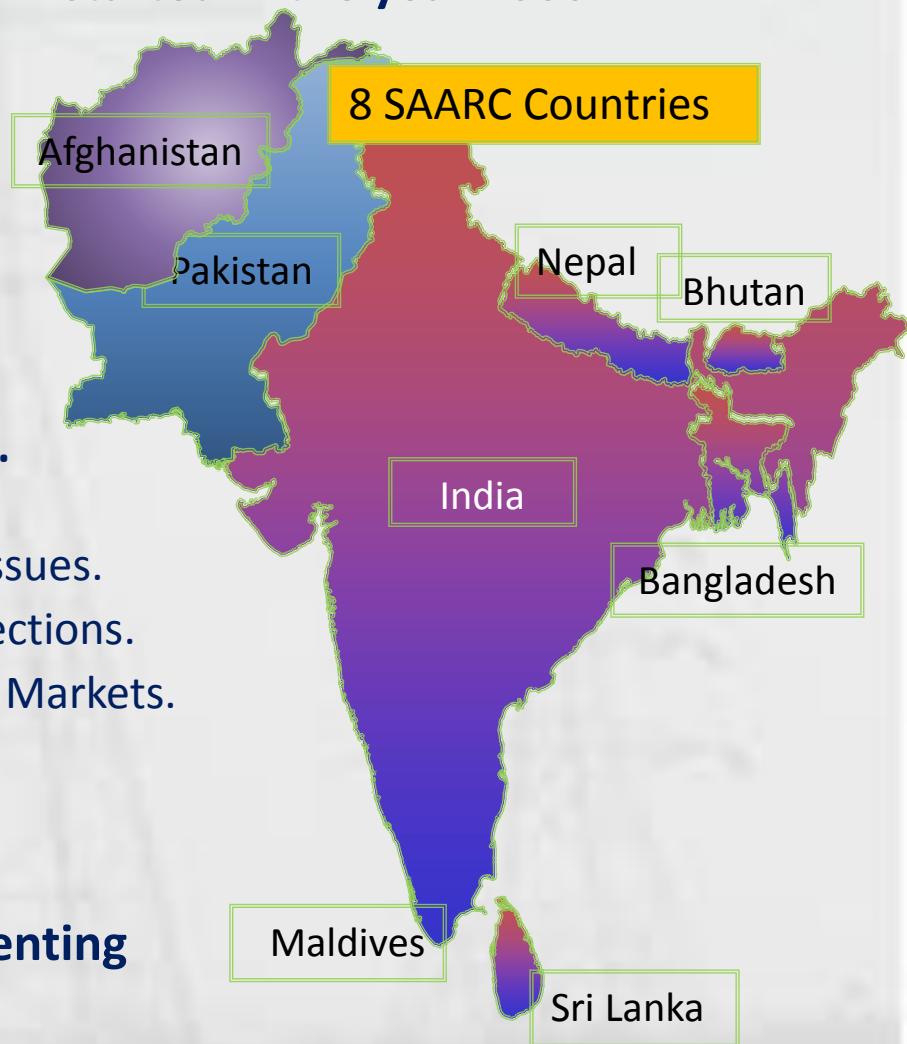 8 SAARC Countries
Afghanistan
Pakistan
Nepal
Bhutan
India
ssues.
Bangladesh
ections.
Markets.
enting
Maldives
Sri Lanka